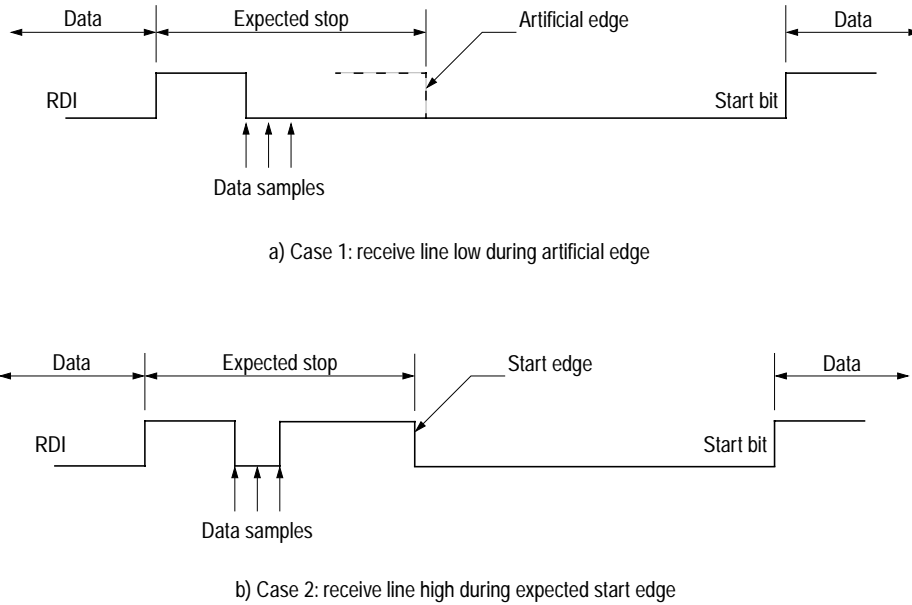 Data Expected stop Artificial edge Data
RDI Start bit
Data samples
a) Case 1: receive line low during artificial edge
Data Expected stop Start edge Data
RDI Start bit
Data samples
b) Case 2: receive line high during expected start edge